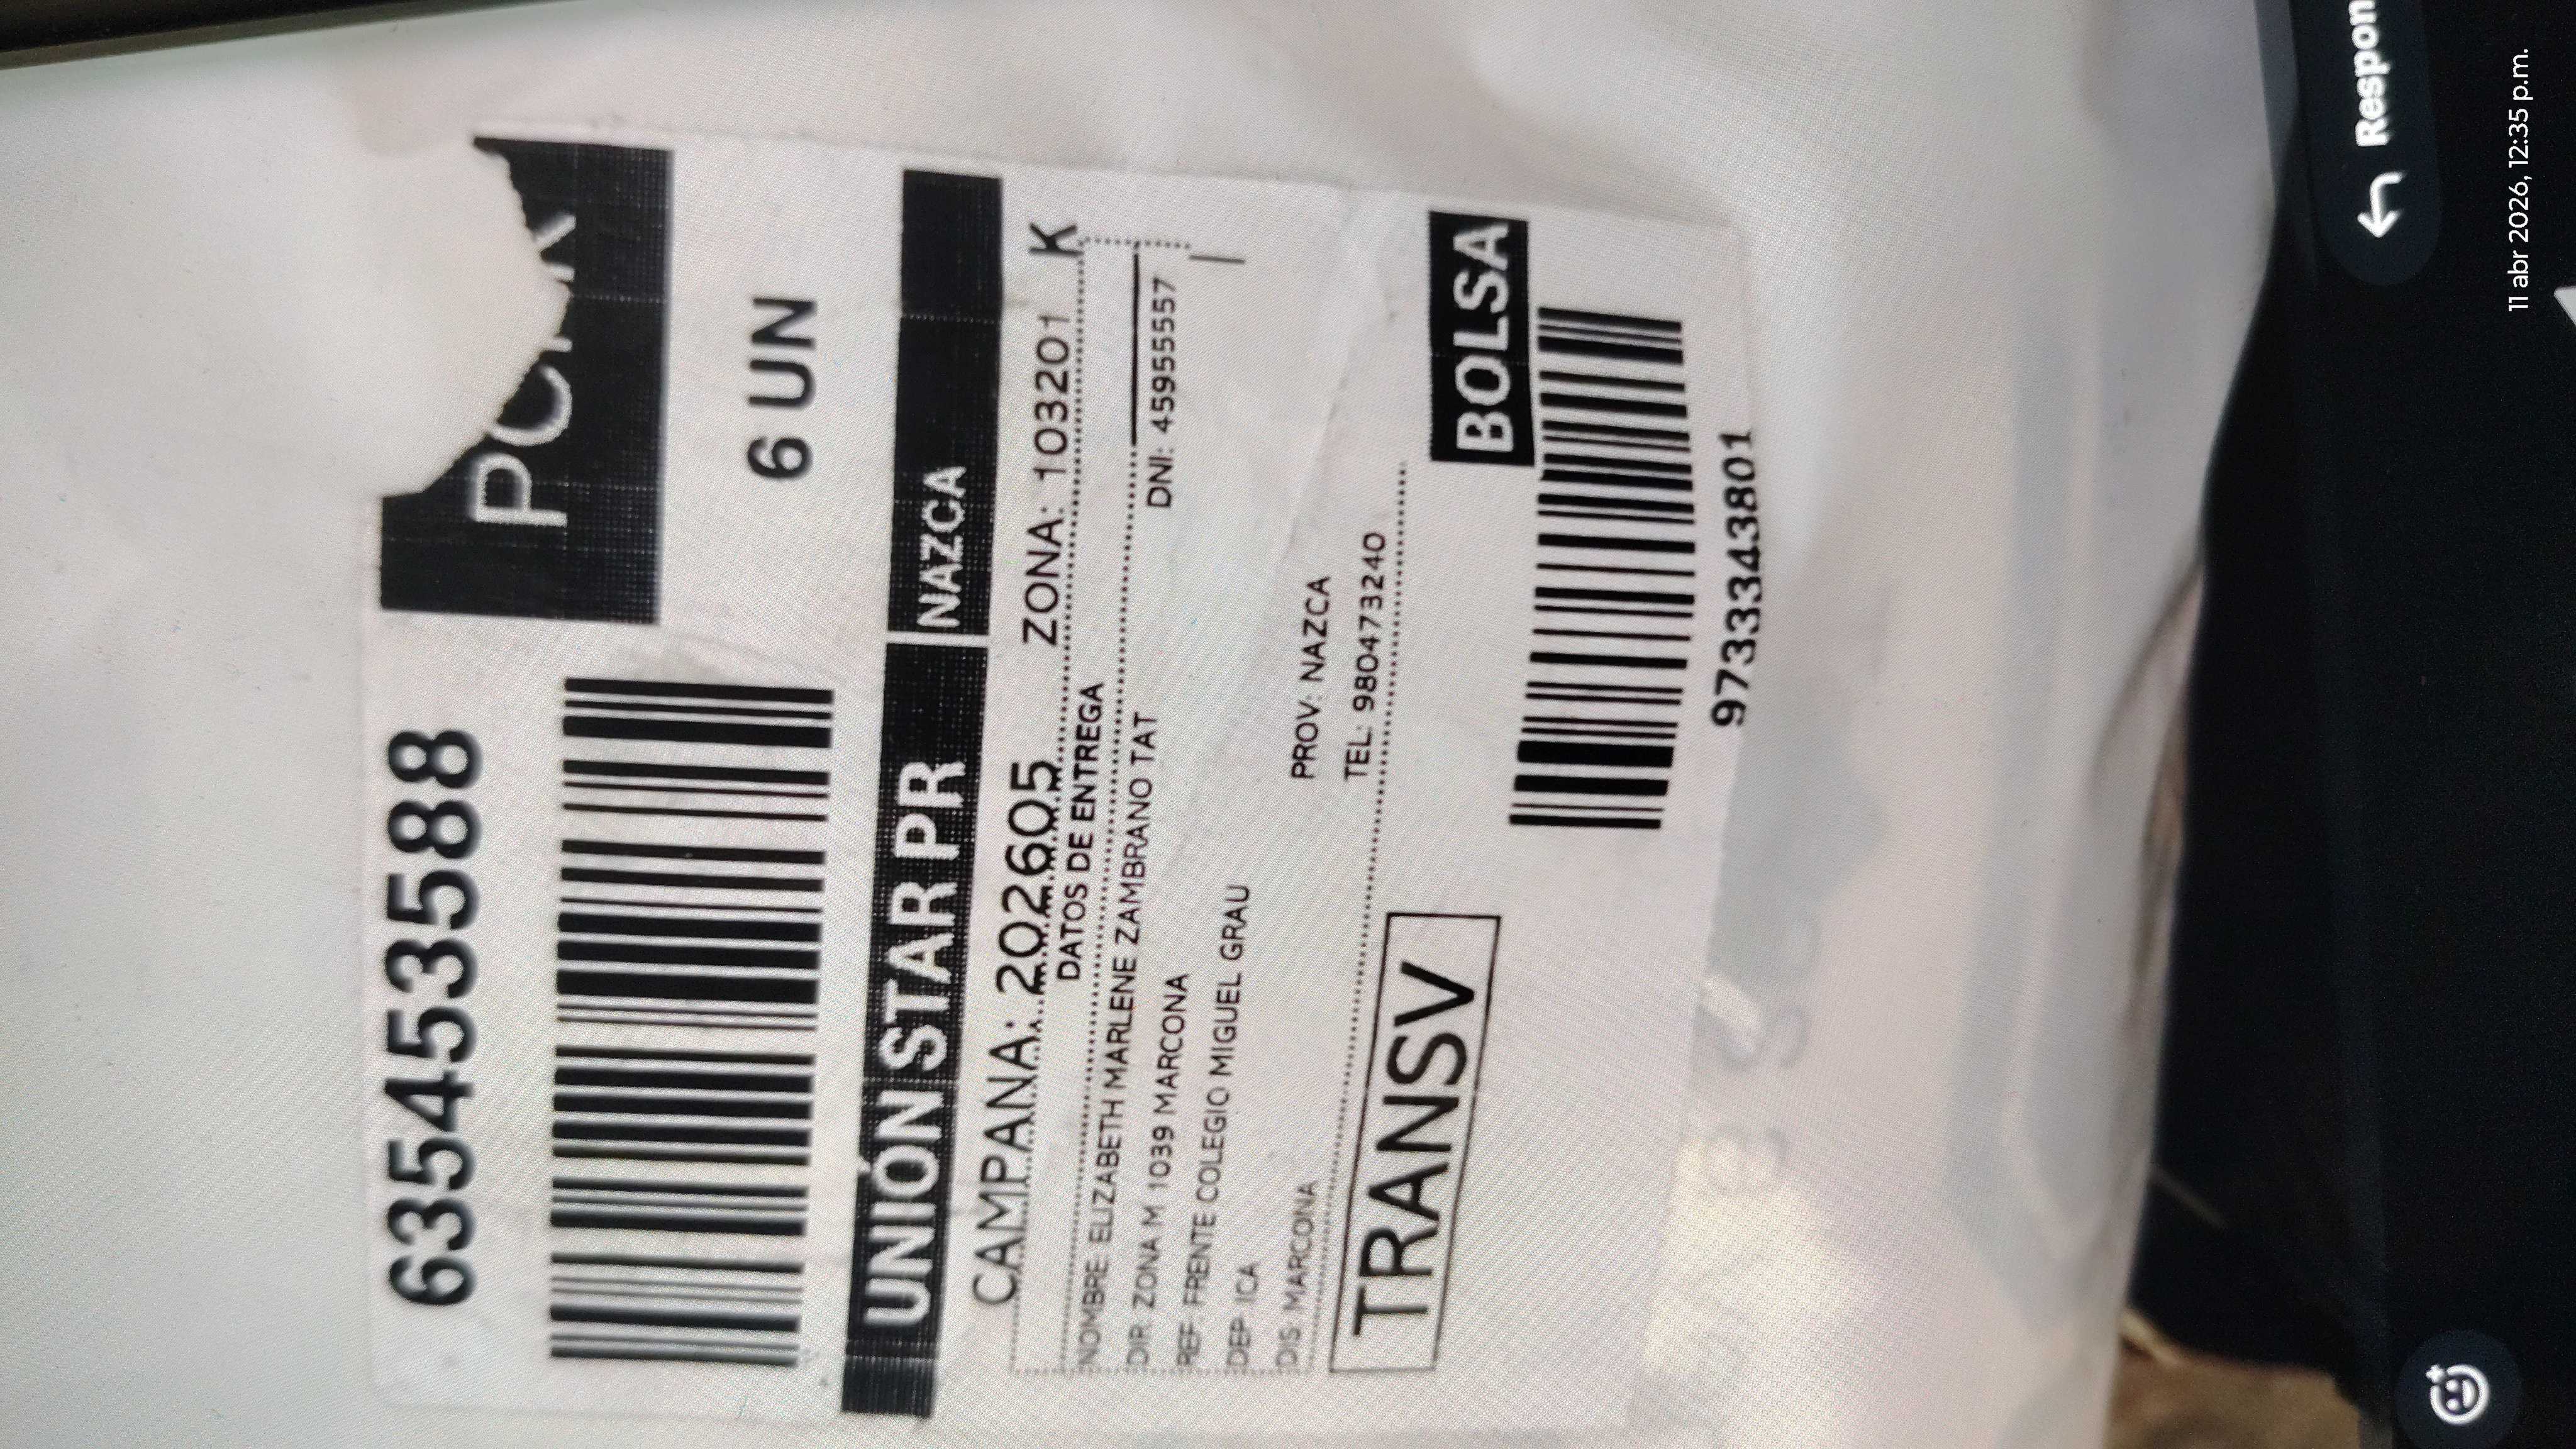 635453588
6 UN
UNIÓN STAR PR
NAZCA
CAMPANA: 202605 ZONA: 103201 K
DATOS DE ENTREGA
NOMBRE: ELIZABETH MARLENE ZAMBRANO TAT
DIR: ZONA M 1039 MARCONA DNI: 459555557
REF: FRENTE COLEGIO MIGUEL GRAU
DEP: ICA PROV: NAZCA
DIS: MARCONA TEL: 980473240
TRANSV
BOLSA
9733343801
Respon
11 abr 2026, 12:35 p.m.